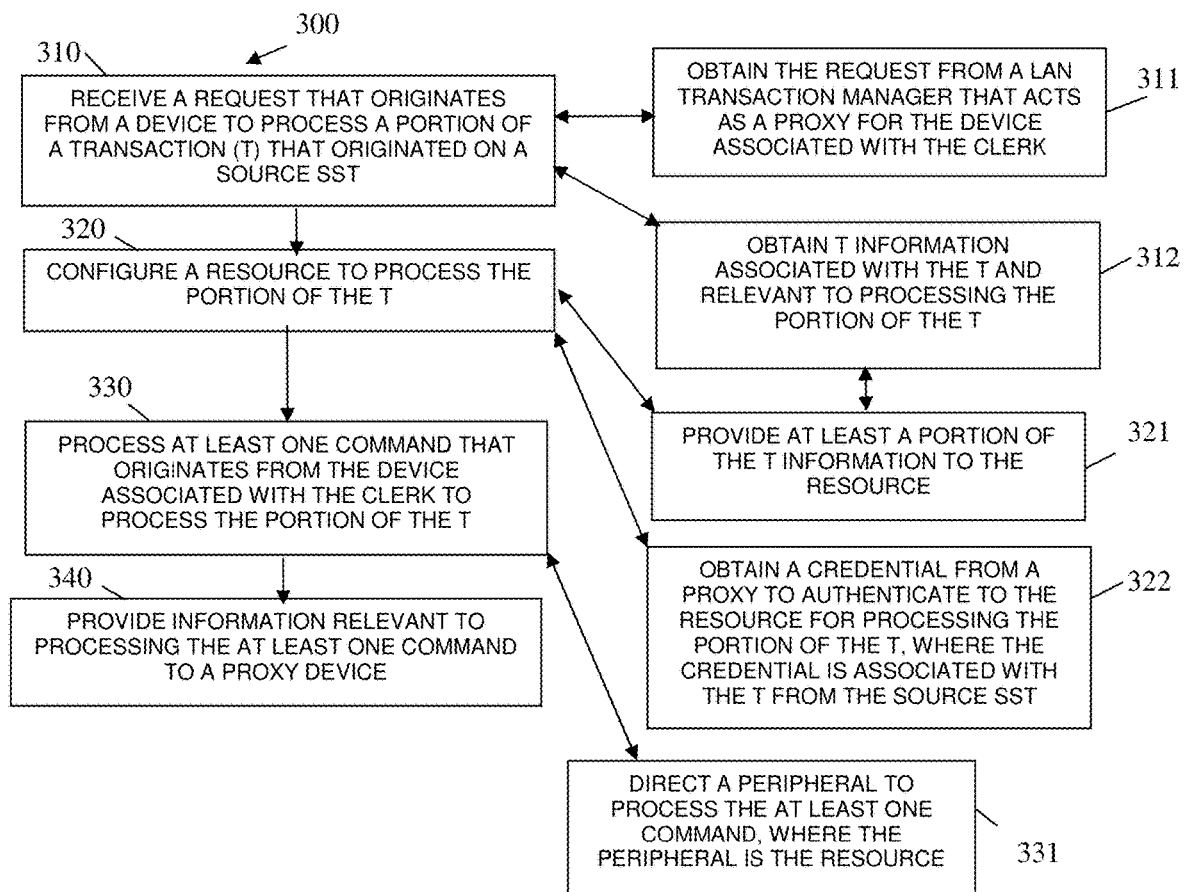 300
310
RECEIVE A REQUEST THAT ORIGINATES
FROM A DEVICE TO PROCESS A PORTION OF
A TRANSACTION (T) THAT ORIGINATED ON A
SOURCE SST
OBTAIN THE REQUEST FROM A LAN
TRANSACTION MANAGER THAT ACTS
AS A PROXY FOR THE DEVICE
ASSOCIATED WITH THE CLERK
311
320
CONFIGURE A RESOURCE TO PROCESS THE
PORTION OF THE T
OBTAIN T INFORMATION
ASSOCIATED WITH THE T AND
RELEVANT TO PROCESSING THE
PORTION OF THE T
312
330
PROCESS AT LEAST ONE COMMAND THAT
ORIGINATES FROM THE DEVICE
ASSOCIATED WITH THE CLERK TO
PROCESS THE PORTION OF THE T
PROVIDE AT LEAST A PORTION OF
THE T INFORMATION TO THE
RESOURCE
321
340
PROVIDE INFORMATION RELEVANT TO
PROCESSING THE AT LEAST ONE COMMAND
TO A PROXY DEVICE
OBTAIN A CREDENTIAL FROM A
PROXY TO AUTHENTICATE TO THE
RESOURCE FOR PROCESSING THE
PORTION OF THE T, WHERE THE
CREDENTIAL IS ASSOCIATED WITH
THE T FROM THE SOURCE SST
322
DIRECT A PERIPHERAL TO
PROCESS THE AT LEAST ONE
COMMAND, WHERE THE
PERIPHERAL IS THE RESOURCE
331